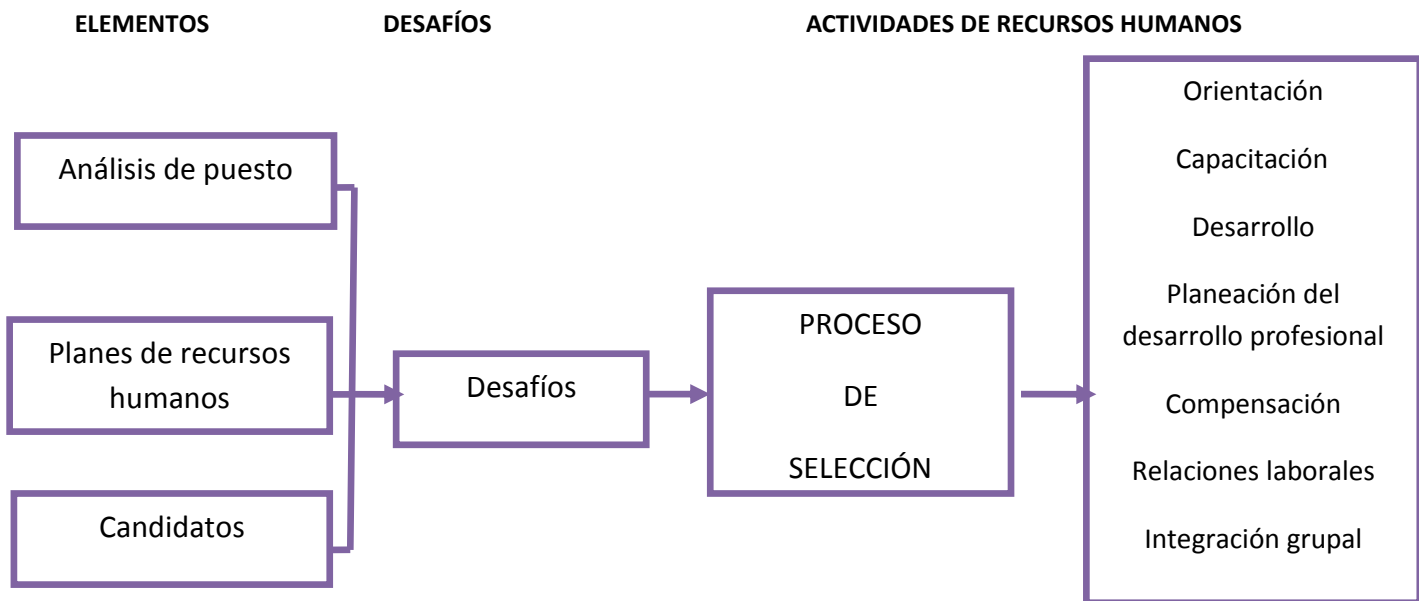 ELEMENTOS
DESAFÍOS
ACTIVIDADES DE RECURSOS HUMANOS
Análisis de puesto
Planes de recursos
humanos
Candidatos
Desafíos
PROCESO
DE
SELECCIÓN
Orientación
Capacitación
Desarrollo
Planeación del
desarrollo profesional
Compensación
Relaciones laborales
Integración grupal